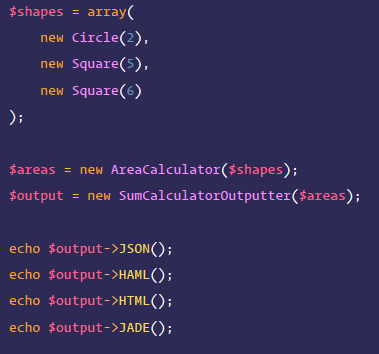 $shapes = array(
    new Circle(2),
    new Square(5),
    new Square(6)
);

$areas = new AreaCalculator($shapes);
$output = new SumCalculatorOutputter($areas);

echo $output->JSON();
echo $output->HAML();
echo $output->HTML();
echo $output->JADE();